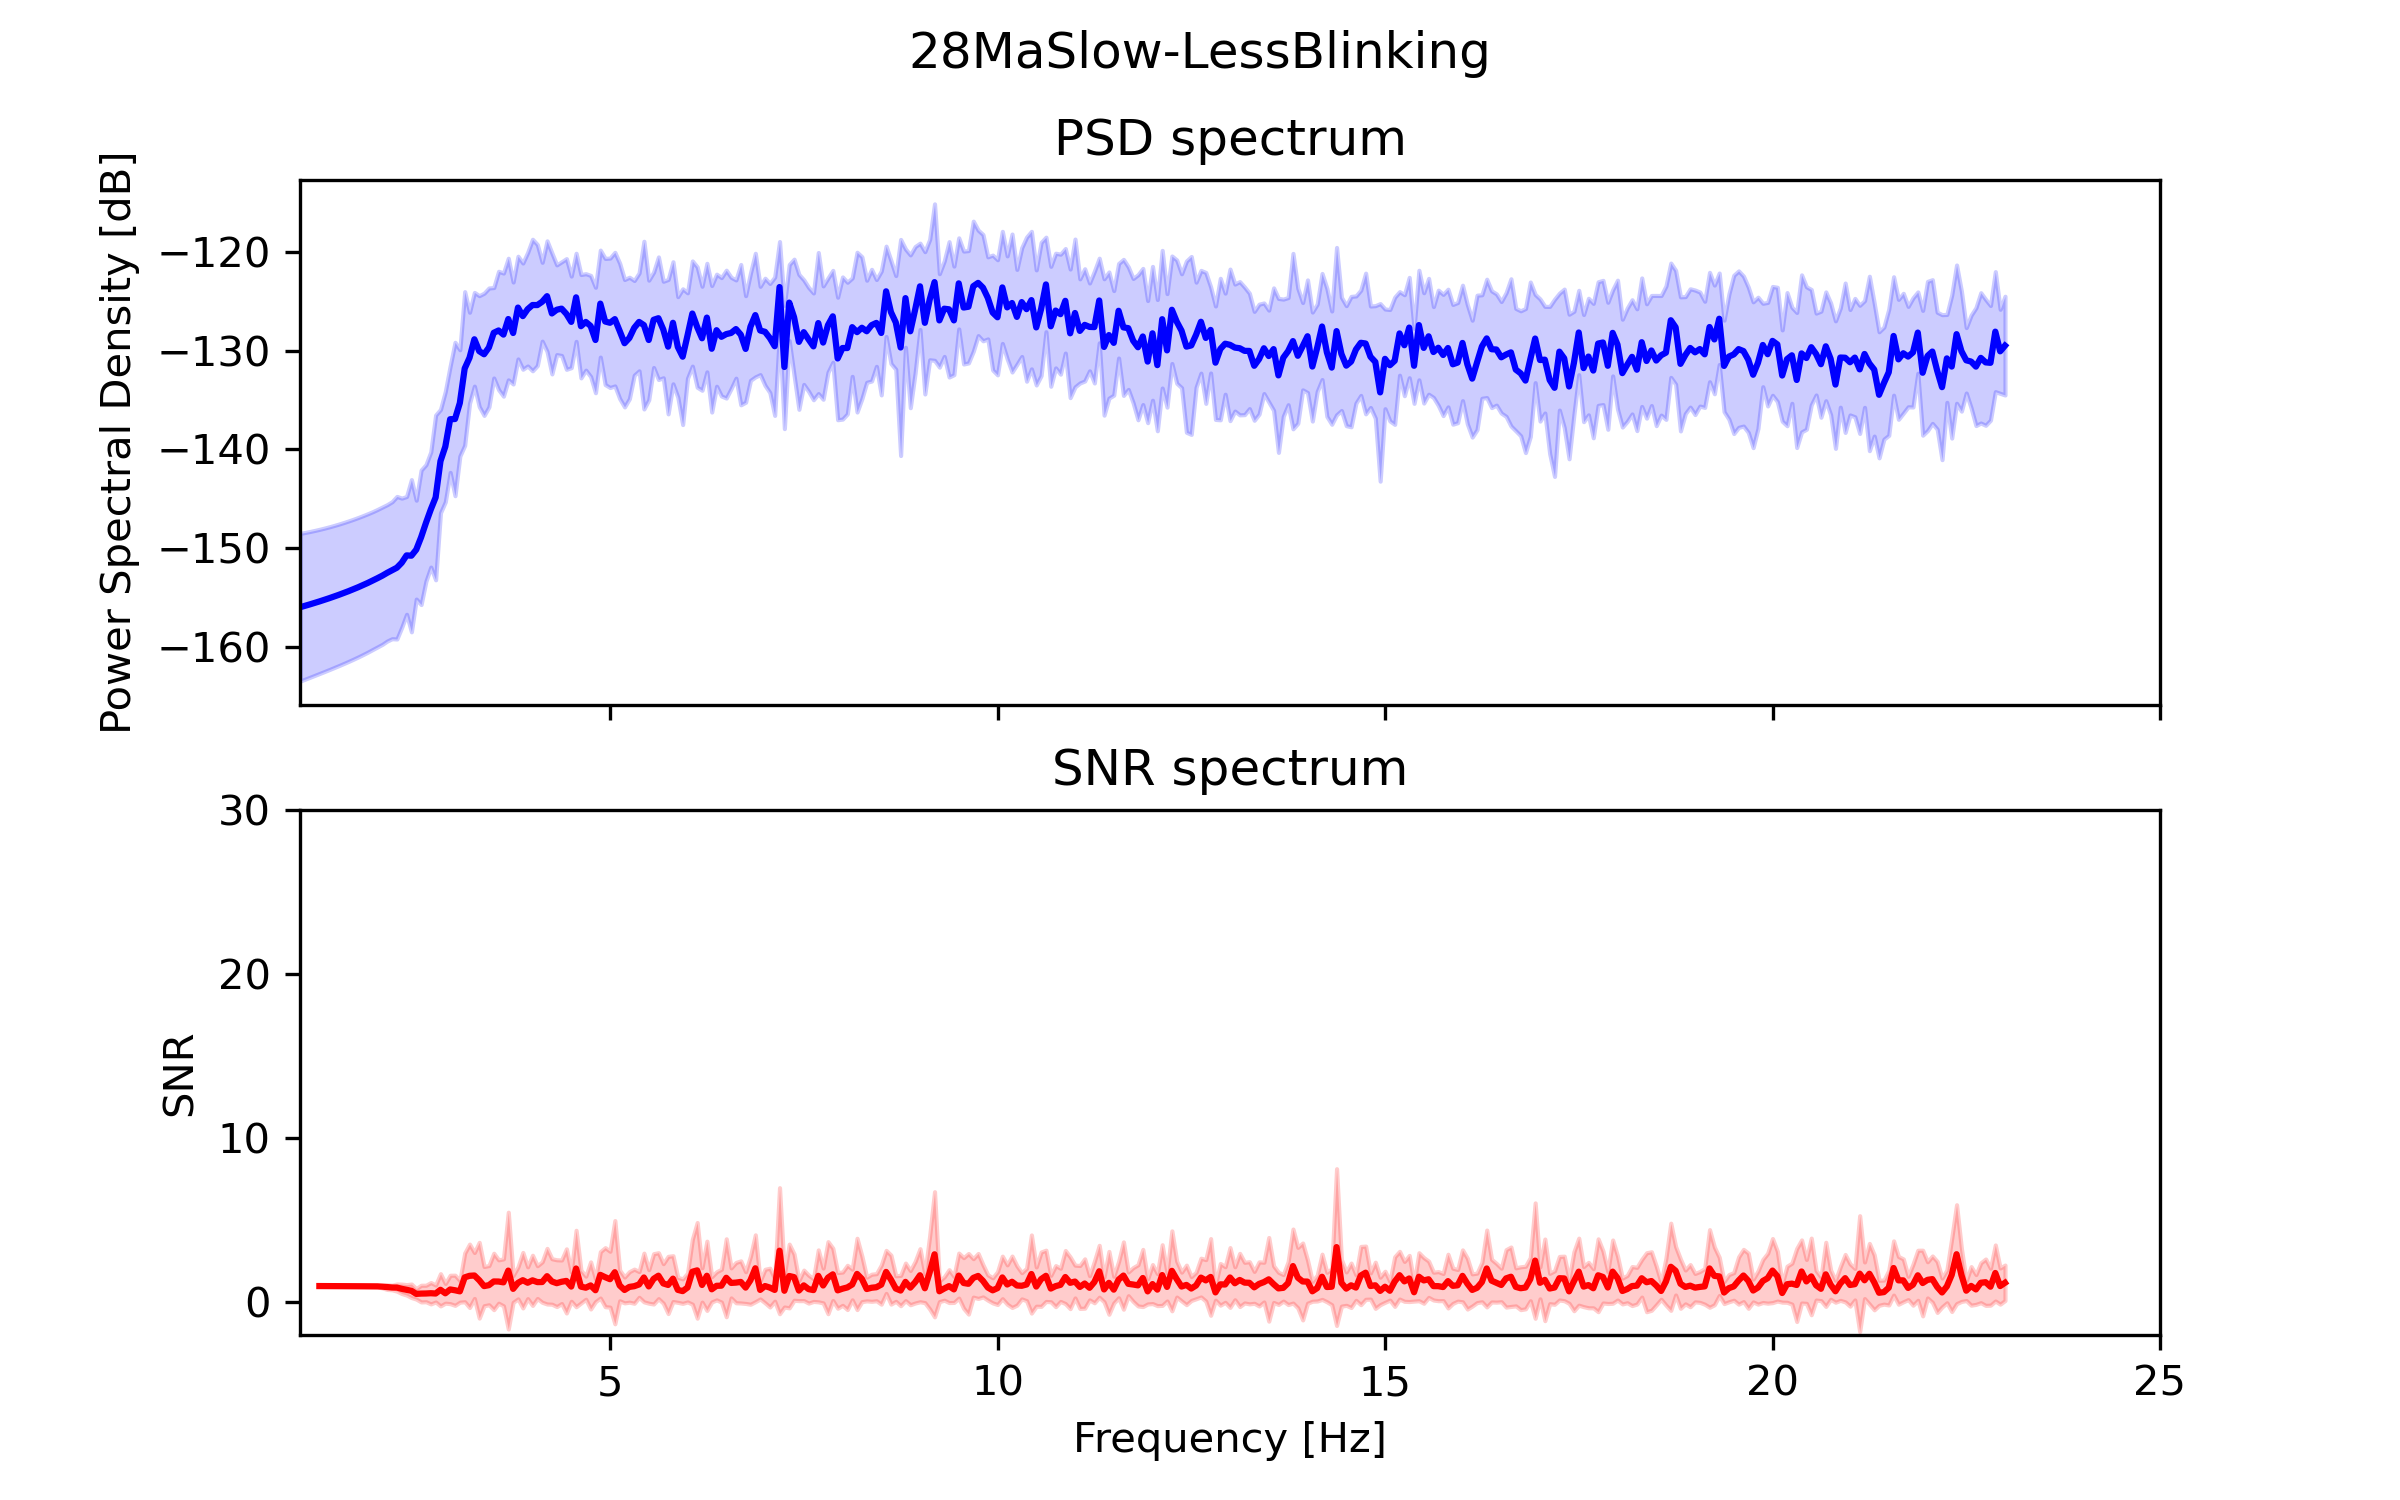 28MaSlow-LessBlinking
PSD spectrum
Power Spectral Density [dB]
−120
−130
−140
−150
−160
SNR spectrum
SNR
30
20
10
0
5
10
15
20
25
Frequency [Hz]